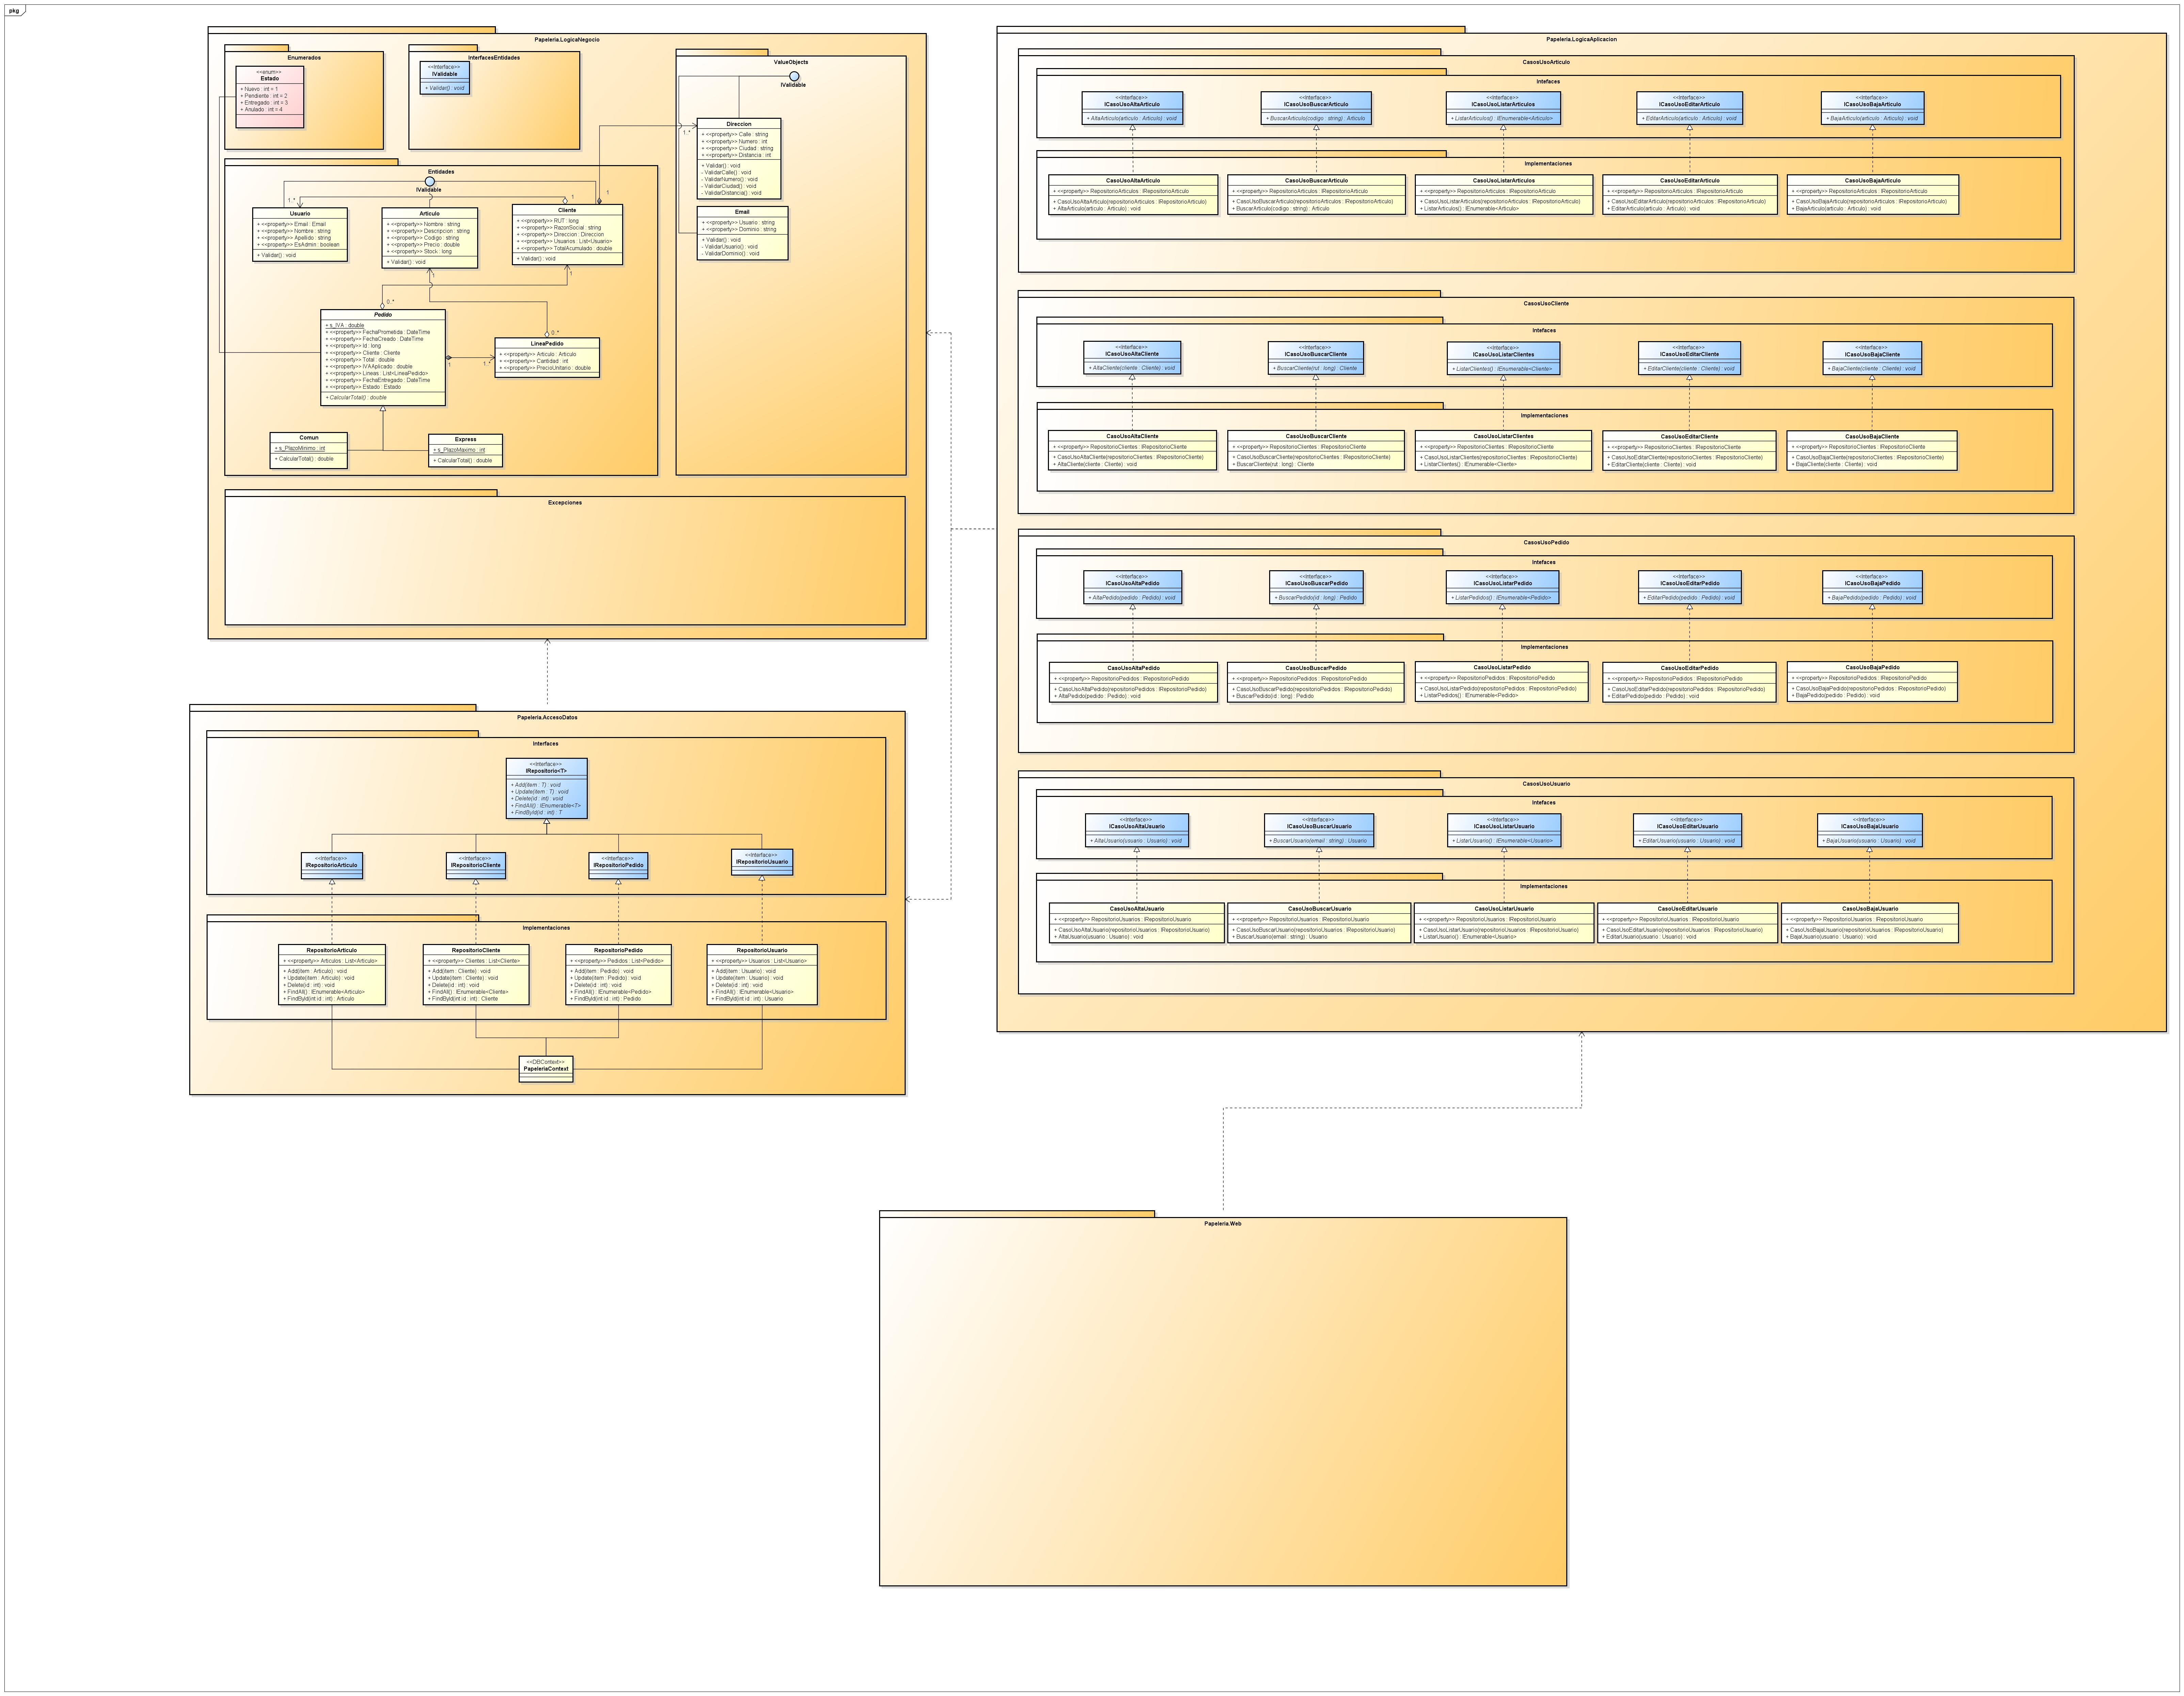 pkg
Papeleria.LogicaNegocio
Enumerados
<<enum>>
Estado
+ Nuevo : int = 1
+ Pendiente : int = 2
+ Entregado : int = 3
+ Anulado : int = 4
InterfacesEntidades
<<Interface>>
IValidable
+ Validar() : void
ValueObjects
IValidable
Direccion
+ <<property>> Calle : string
+ <<property>> Numero : int
+ <<property>> Ciudad : string
+ <<property>> Distancia : int
+ Validar() : void
- ValidarCalle() : void
- ValidarNumero() : void
- ValidarCiudad() : void
- ValidarDistancia() : void
1..*
Email
+ <<property>> Usuario : string
+ <<property>> Dominio : string
+ Validar() : void
- ValidarUsuario() : void
- ValidarDominio() : void
Entidades
IValidable
1..*
1
1
Usuario
+ <<property>> Email : Email
+ <<property>> Nombre : string
+ <<property>> Apellido : string
+ <<property>> EsAdmin : boolean
+ Validar() : void
Articulo
+ <<property>> Nombre : string
+ <<property>> Descripcion : string
+ <<property>> Codigo : string
+ <<property>> Precio : double
+ <<property>> Stock : long
+ Validar() : void
Cliente
+ <<property>> RUT : long
+ <<property>> RazonSocial : string
+ <<property>> Direccion : Direccion
+ <<property>> Usuarios : List<Usuario>
+ <<property>> TotalAcumulado : double
+ Validar() : void
1
1
0..*
0..*
Pedido
+ s_IVA : double
+ <<property>> FechaPrometida : DateTime
+ <<property>> FechaCreado : DateTime
+ <<property>> Id : long
+ <<property>> Cliente : Cliente
+ <<property>> Total : double
+ <<property>> IVAAplicado : double
+ <<property>> Lineas : List<LineaPedido>
+ <<property>> FechaEntregado : DateTime
+ <<property>> Estado : Estado
+ CalcularTotal() : double
1
1..*
LineaPedido
+ <<property>> Articulo : Articulo
+ <<property>> Cantidad : int
+ <<property>> PrecioUnitario : double
Comun
+ s_PlazoMinimo : int
+ CalcularTotal() : double
Express
+ s_PlazoMaximo : int
+ CalcularTotal() : double
Excepciones
Papeleria.AccesoDatos
Interfaces
<<Interface>>
IRepositorio<T>
+ Add(item : T) : void
+ Update(item : T) : void
+ Delete(id : int) : void
+ FindAll() : IEnumerable<T>
+ FindById(id : int) : T
<<Interface>>
IRepositorioArticulo
<<Interface>>
IRepositorioCliente
<<Interface>>
IRepositorioPedido
<<Interface>>
IRepositorioUsuario
Implementaciones
RepositorioArticulo
+ <<property>> Articulos : List<Articulo>
+ Add(item : Articulo) : void
+ Update(item : Articulo) : void
+ Delete(id : int) : void
+ FindAll() : IEnumerable<Articulo>
+ FindById(int id : int) : Articulo
RepositorioCliente
+ <<property>> Clientes : List<Cliente>
+ Add(item : Cliente) : void
+ Update(item : Cliente) : void
+ Delete(id : int) : void
+ FindAll() : IEnumerable<Cliente>
+ FindById(int id : int) : Cliente
RepositorioPedido
+ <<property>> Pedidos : List<Pedido>
+ Add(item : Pedido) : void
+ Update(item : Pedido) : void
+ Delete(id : int) : void
+ FindAll() : IEnumerable<Pedido>
+ FindById(int id : int) : Pedido
RepositorioUsuario
+ <<property>> Usuarios : List<Usuario>
+ Add(item : Usuario) : void
+ Update(item : Usuario) : void
+ Delete(id : int) : void
+ FindAll() : IEnumerable<Usuario>
+ FindById(int id : int) : Usuario
<<DBContext>>
PapeleriaContext
Papeleria.LogicaAplicacion
CasosUsoArticulo
Intefaces
<<Interface>>
ICasoUsoAltaArticulo
+ AltaArticulo(articulo : Articulo) : void
<<Interface>>
ICasoUsoBuscarArticulo
+ BuscarArticulo(codigo : string) : Articulo
<<Interface>>
ICasoUsoListarArticulos
+ ListarArticulos() : IEnumerable<Articulo>
<<Interface>>
ICasoUsoEditarArticulo
+ EditarArticulo(articulo : Articulo) : void
<<Interface>>
ICasoUsoBajaArticulo
+ BajaArticulo(articulo : Articulo) : void
Implementaciones
CasoUsoAltaArticulo
+ <<property>> RepositorioArticulos : IRepositorioArticulo
+ CasoUsoAltaArticulo(repositorioArticulos : IRepositorioArticulo)
+ AltaArticulo(articulo : Articulo) : void
CasoUsoBuscarArticulo
+ <<property>> RepositorioArticulos : IRepositorioArticulo
+ CasoUsoBuscarArticulo(repositorioArticulos : IRepositorioArticulo)
+ BuscarArticulo(codigo : string) : Articulo
CasoUsoListarArticulos
+ <<property>> RepositorioArticulos : IRepositorioArticulo
+ CasoUsoListarArticulos(repositorioArticulos : IRepositorioArticulo)
+ ListarArticulos() : IEnumerable<Articulo>
CasoUsoEditarArticulo
+ <<property>> RepositorioArticulos : IRepositorioArticulo
+ CasoUsoEditarArticulo(repositorioArticulos : IRepositorioArticulo)
+ EditarArticulo(articulo : Articulo) : void
CasoUsoBajaArticulo
+ <<property>> RepositorioArticulos : IRepositorioArticulo
+ CasoUsoBajaArticulo(repositorioArticulos : IRepositorioArticulo)
+ BajaArticulo(articulo : Articulo) : void
CasosUsoCliente
Intefaces
<<Interface>>
ICasoUsoAltaCliente
+ AltaCliente(cliente : Cliente) : void
<<Interface>>
ICasoUsoBuscarCliente
+ BuscarCliente(rut : long) : Cliente
<<Interface>>
ICasoUsoListarClientes
+ ListarClientes() : IEnumerable<Cliente>
<<Interface>>
ICasoUsoEditarCliente
+ EditarCliente(cliente : Cliente) : void
<<Interface>>
ICasoUsoBajaCliente
+ BajaCliente(cliente : Cliente) : void
Implementaciones
CasoUsoAltaCliente
+ <<property>> RepositorioClientes : IRepositorioCliente
+ CasoUsoAltaCliente(repositorioClientes : IRepositorioCliente)
+ AltaCliente(cliente : Cliente) : void
CasoUsoBuscarCliente
+ <<property>> RepositorioClientes : IRepositorioCliente
+ CasoUsoBuscarCliente(repositorioClientes : IRepositorioCliente)
+ BuscarCliente(rut : long) : Cliente
CasoUsoListarClientes
+ <<property>> RepositorioClientes : IRepositorioCliente
+ CasoUsoListarClientes(repositorioClientes : IRepositorioCliente)
+ ListarClientes() : IEnumerable<Cliente>
CasoUsoEditarCliente
+ <<property>> RepositorioClientes : IRepositorioCliente
+ CasoUsoEditarCliente(repositorioClientes : IRepositorioCliente)
+ EditarCliente(cliente : Cliente) : void
CasoUsoBajaCliente
+ <<property>> RepositorioClientes : IRepositorioCliente
+ CasoUsoBajaCliente(repositorioClientes : IRepositorioCliente)
+ BajaCliente(cliente : Cliente) : void
CasosUsoPedido
Intefaces
<<Interface>>
ICasoUsoAltaPedido
+ AltaPedido(pedido : Pedido) : void
<<Interface>>
ICasoUsoBuscarPedido
+ BuscarPedido(id : long) : Pedido
<<Interface>>
ICasoUsoListarPedido
+ ListarPedidos() : IEnumerable<Pedido>
<<Interface>>
ICasoUsoEditarPedido
+ EditarPedido(pedido : Pedido) : void
<<Interface>>
ICasoUsoBajaPedido
+ BajaPedido(pedido : Pedido) : void
Implementaciones
CasoUsoAltaPedido
+ <<property>> RepositorioPedidos : IRepositorioPedido
+ CasoUsoAltaPedido(repositorioPedidos : IRepositorioPedido)
+ AltaPedido(pedido : Pedido) : void
CasoUsoBuscarPedido
+ <<property>> RepositorioPedidos : IRepositorioPedido
+ CasoUsoBuscarPedido(repositorioPedidos : IRepositorioPedido)
+ BuscarPedido(id : long) : Pedido
CasoUsoListarPedido
+ <<property>> RepositorioPedidos : IRepositorioPedido
+ CasoUsoListarPedido(repositorioPedidos : IRepositorioPedido)
+ ListarPedidos() : IEnumerable<Pedido>
CasoUsoEditarPedido
+ <<property>> RepositorioPedidos : IRepositorioPedido
+ CasoUsoEditarPedido(repositorioPedidos : IRepositorioPedido)
+ EditarPedido(pedido : Pedido) : void
CasoUsoBajaPedido
+ <<property>> RepositorioPedidos : IRepositorioPedido
+ CasoUsoBajaPedido(repositorioPedidos : IRepositorioPedido)
+ BajaPedido(pedido : Pedido) : void
CasosUsoUsuario
Intefaces
<<Interface>>
ICasoUsoAltaUsuario
+ AltaUsuario(usuario : Usuario) : void
<<Interface>>
ICasoUsoBuscarUsuario
+ BuscarUsuario(email : string) : Usuario
<<Interface>>
ICasoUsoListarUsuario
+ ListarUsuario() : IEnumerable<Usuario>
<<Interface>>
ICasoUsoEditarUsuario
+ EditarUsuario(usuario : Usuario) : void
<<Interface>>
ICasoUsoBajaUsuario
+ BajaUsuario(usuario : Usuario) : void
Implementaciones
CasoUsoAltaUsuario
+ <<property>> RepositorioUsuarios : IRepositorioUsuario
+ CasoUsoAltaUsuario(repositorioUsuarios : IRepositorioUsuario)
+ AltaUsuario(usuario : Usuario) : void
CasoUsoBuscarUsuario
+ <<property>> RepositorioUsuarios : IRepositorioUsuario
+ CasoUsoBuscarUsuario(repositorioUsuarios : IRepositorioUsuario)
+ BuscarUsuario(email : string) : Usuario
CasoUsoListarUsuario
+ <<property>> RepositorioUsuarios : IRepositorioUsuario
+ CasoUsoListarUsuario(repositorioUsuarios : IRepositorioUsuario)
+ ListarUsuario() : IEnumerable<Usuario>
CasoUsoEditarUsuario
+ <<property>> RepositorioUsuarios : IRepositorioUsuario
+ CasoUsoEditarUsuario(repositorioUsuarios : IRepositorioUsuario)
+ EditarUsuario(usuario : Usuario) : void
CasoUsoBajaUsuario
+ <<property>> RepositorioUsuarios : IRepositorioUsuario
+ CasoUsoBajaUsuario(repositorioUsuarios : IRepositorioUsuario)
+ BajaUsuario(usuario : Usuario) : void
Papeleria.Web